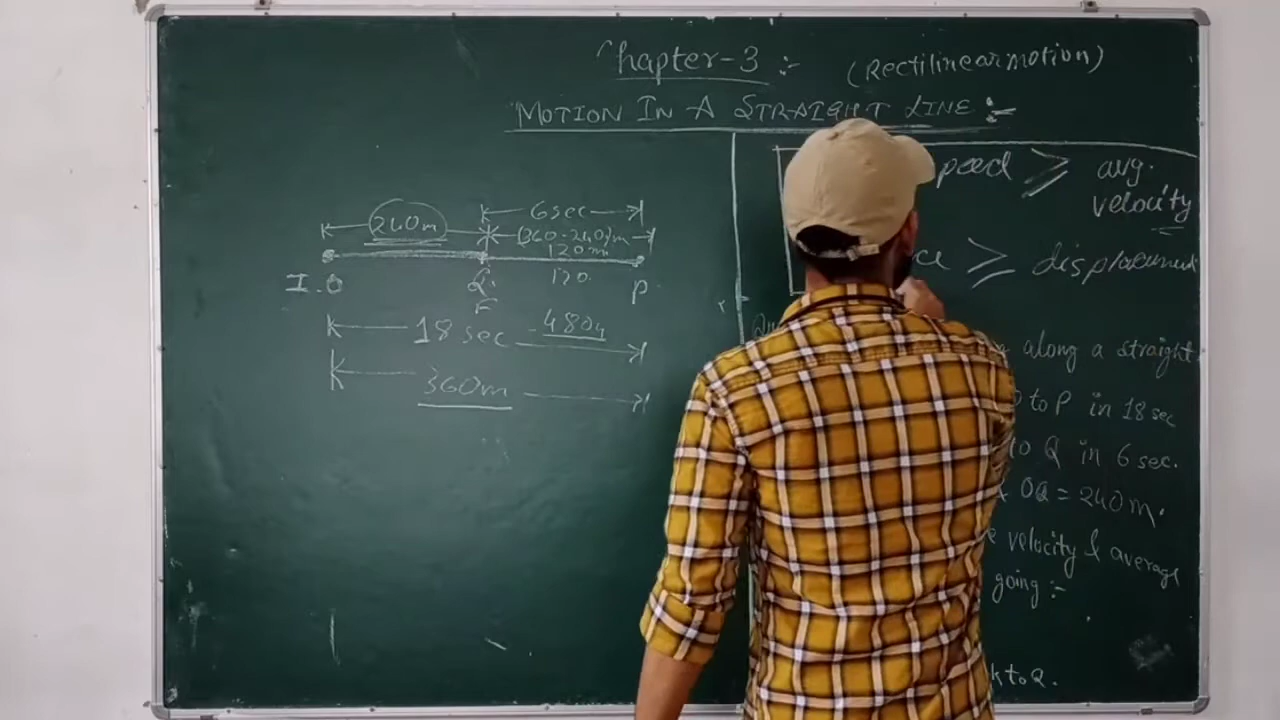 Chapter-3 :-
(Rectilinear motion)
MOTION IN A STRAIGHT LINE :-
240m
6sec
(360-240)m
120m
I. O
Q.
120
P.
F
18 sec
480m
360m
peed ≥ avg.
velocity
ce ≥ displacement
Qu
along a straight
to P in 18 sec
to Q in 6 sec.
OQ = 240m.
e velocity & average
going :-
k to Q.